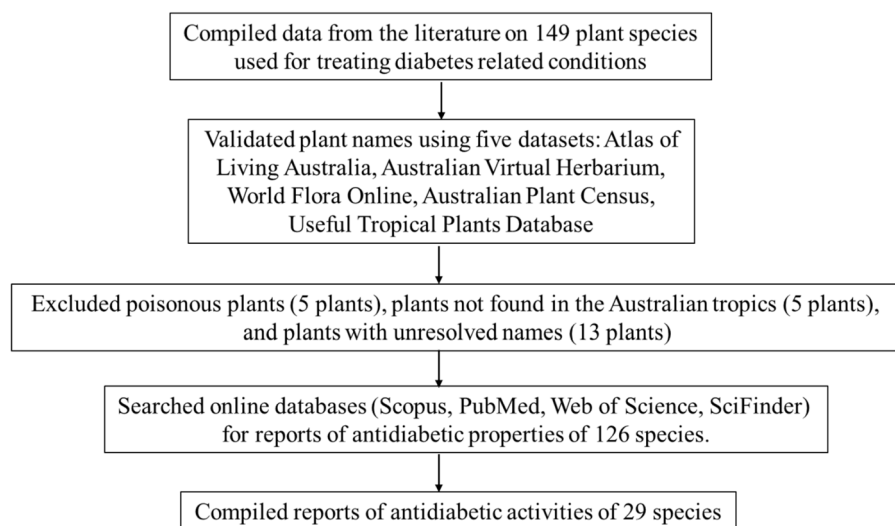 Compiled data from the literature on 149 plant species
used for treating diabetes related conditions
Validated plant names using five datasets: Atlas of
Living Australia, Australian Virtual Herbarium,
World Flora Online, Australian Plant Census,
Useful Tropical Plants Database
Excluded poisonous plants (5 plants), plants not found in the Australian tropics (5 plants),
and plants with unresolved names (13 plants)
Searched online databases (Scopus, PubMed, Web of Science, SciFinder)
for reports of antidiabetic properties of 126 species.
Compiled reports of antidiabetic activities of 29 species